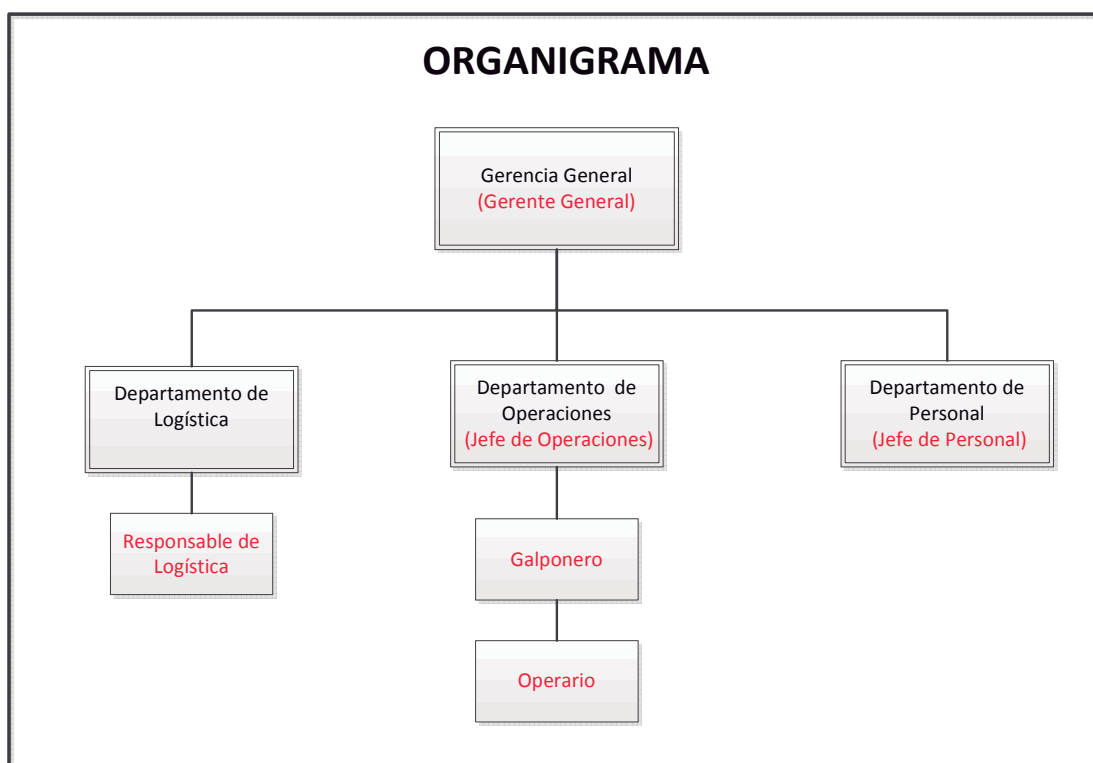 ORGANIGRAMA
Gerencia General
(Gerente General)
Departamento de
Logística
Departamento de
Operaciones
(Jefe de Operaciones)
Departamento de
Personal
(Jefe de Personal)
Responsable de
Logística
Galponero
Operario